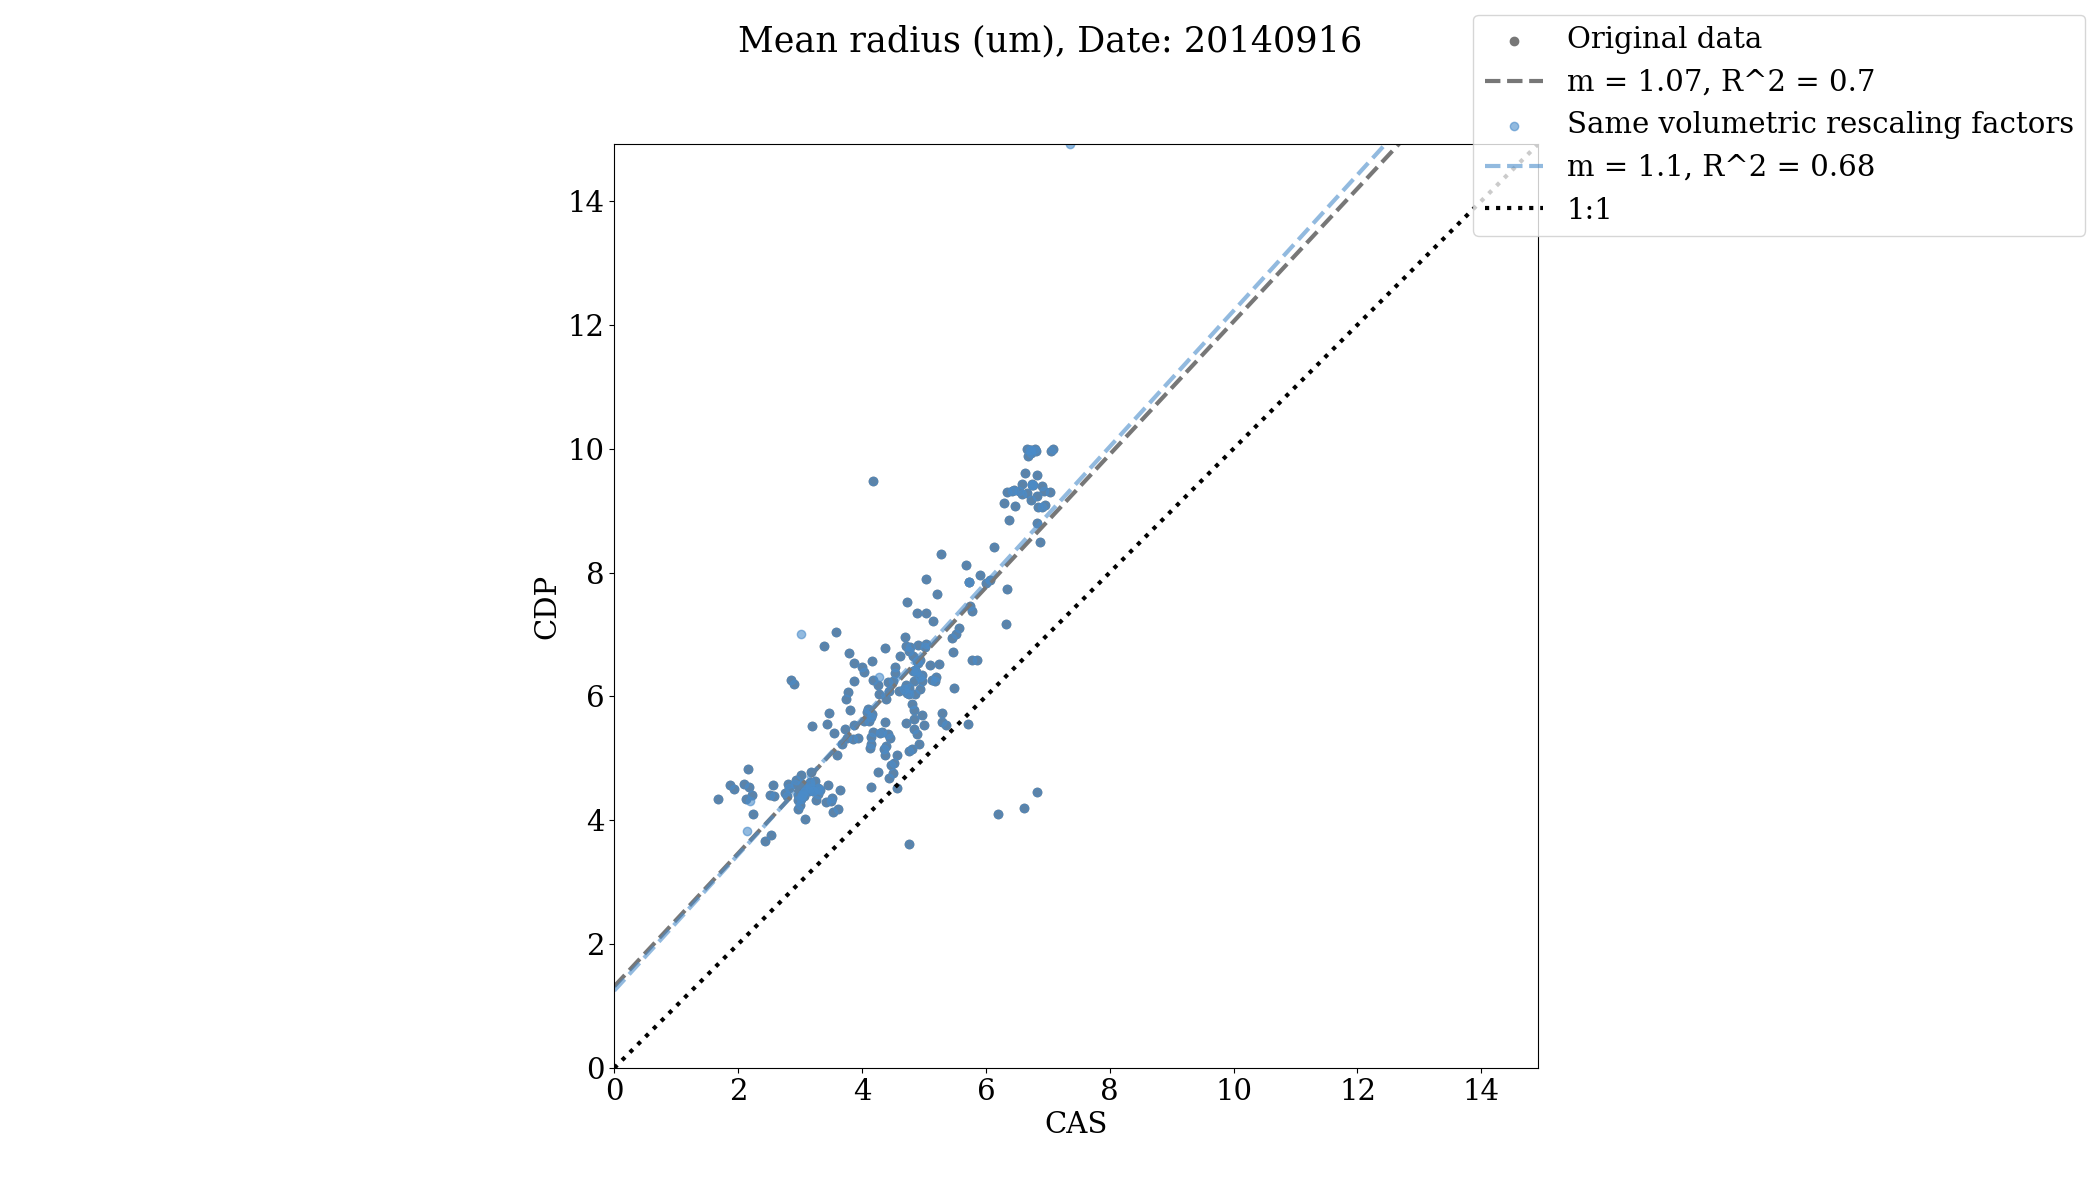 Mean radius (um), Date: 20140916
Original data
m = 1.07, R^2 = 0.7
Same volumetric rescaling factors
m = 1.1, R^2 = 0.68
1:1
14
12
10
8
6
4
2
0
CDP
0 2 4 6 8 10 12 14
CAS